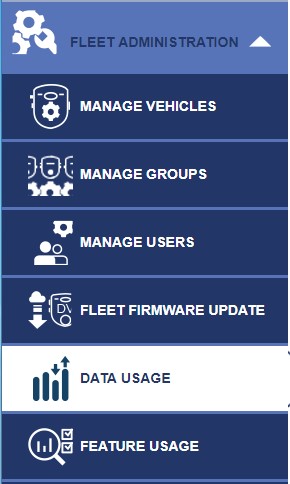 FLEET ADMINISTRATION
MANAGE VEHICLES
MANAGE GROUPS
MANAGE USERS
FLEET FIRMWARE UPDATE
DATA USAGE
FEATURE USAGE